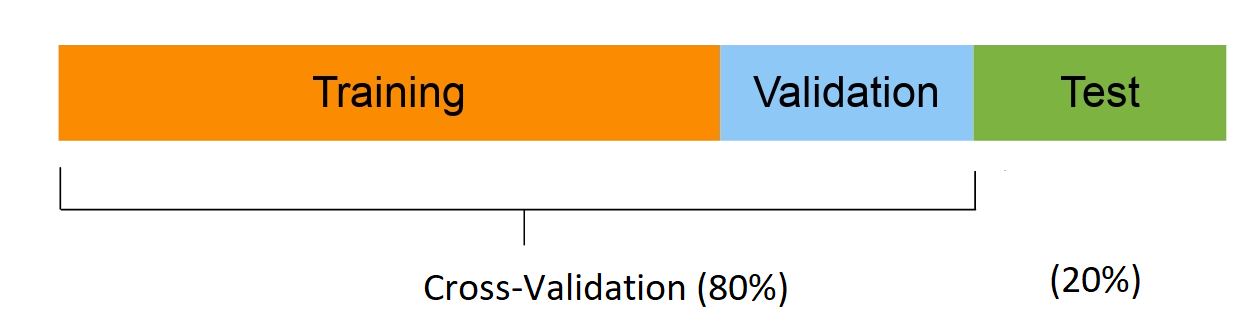 Training Validation Test
Cross-Validation (80%) (20%)